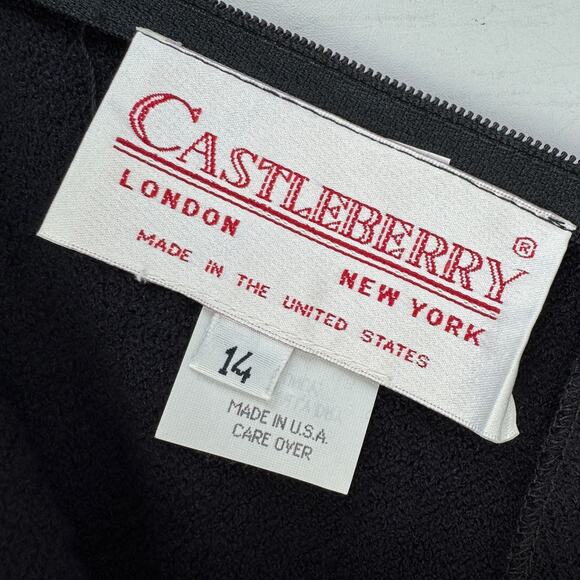 CASTLEBERRY®
LONDON
NEW YORK
MADE IN THE UNITED STATES
14
MADE IN U.S.A.
CARE OVER